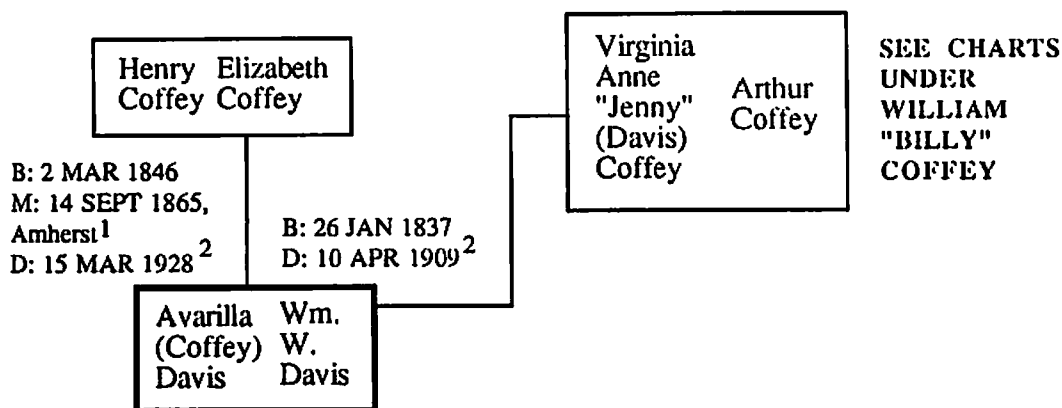 Henry Elizabeth
Coffey Coffey
B: 2 MAR 1846
M: 14 SEPT 1865,
Amherst1
D: 15 MAR 1928 2
B: 26 JAN 1837
D: 10 APR 1909 2
Avarilla Wm.
(Coffey) W.
Davis Davis
Virginia
Anne
"Jenny"
(Davis)
Coffey
Arthur
Coffey
SEE CHARTS
UNDER
WILLIAM
"BILLY"
COFFEY